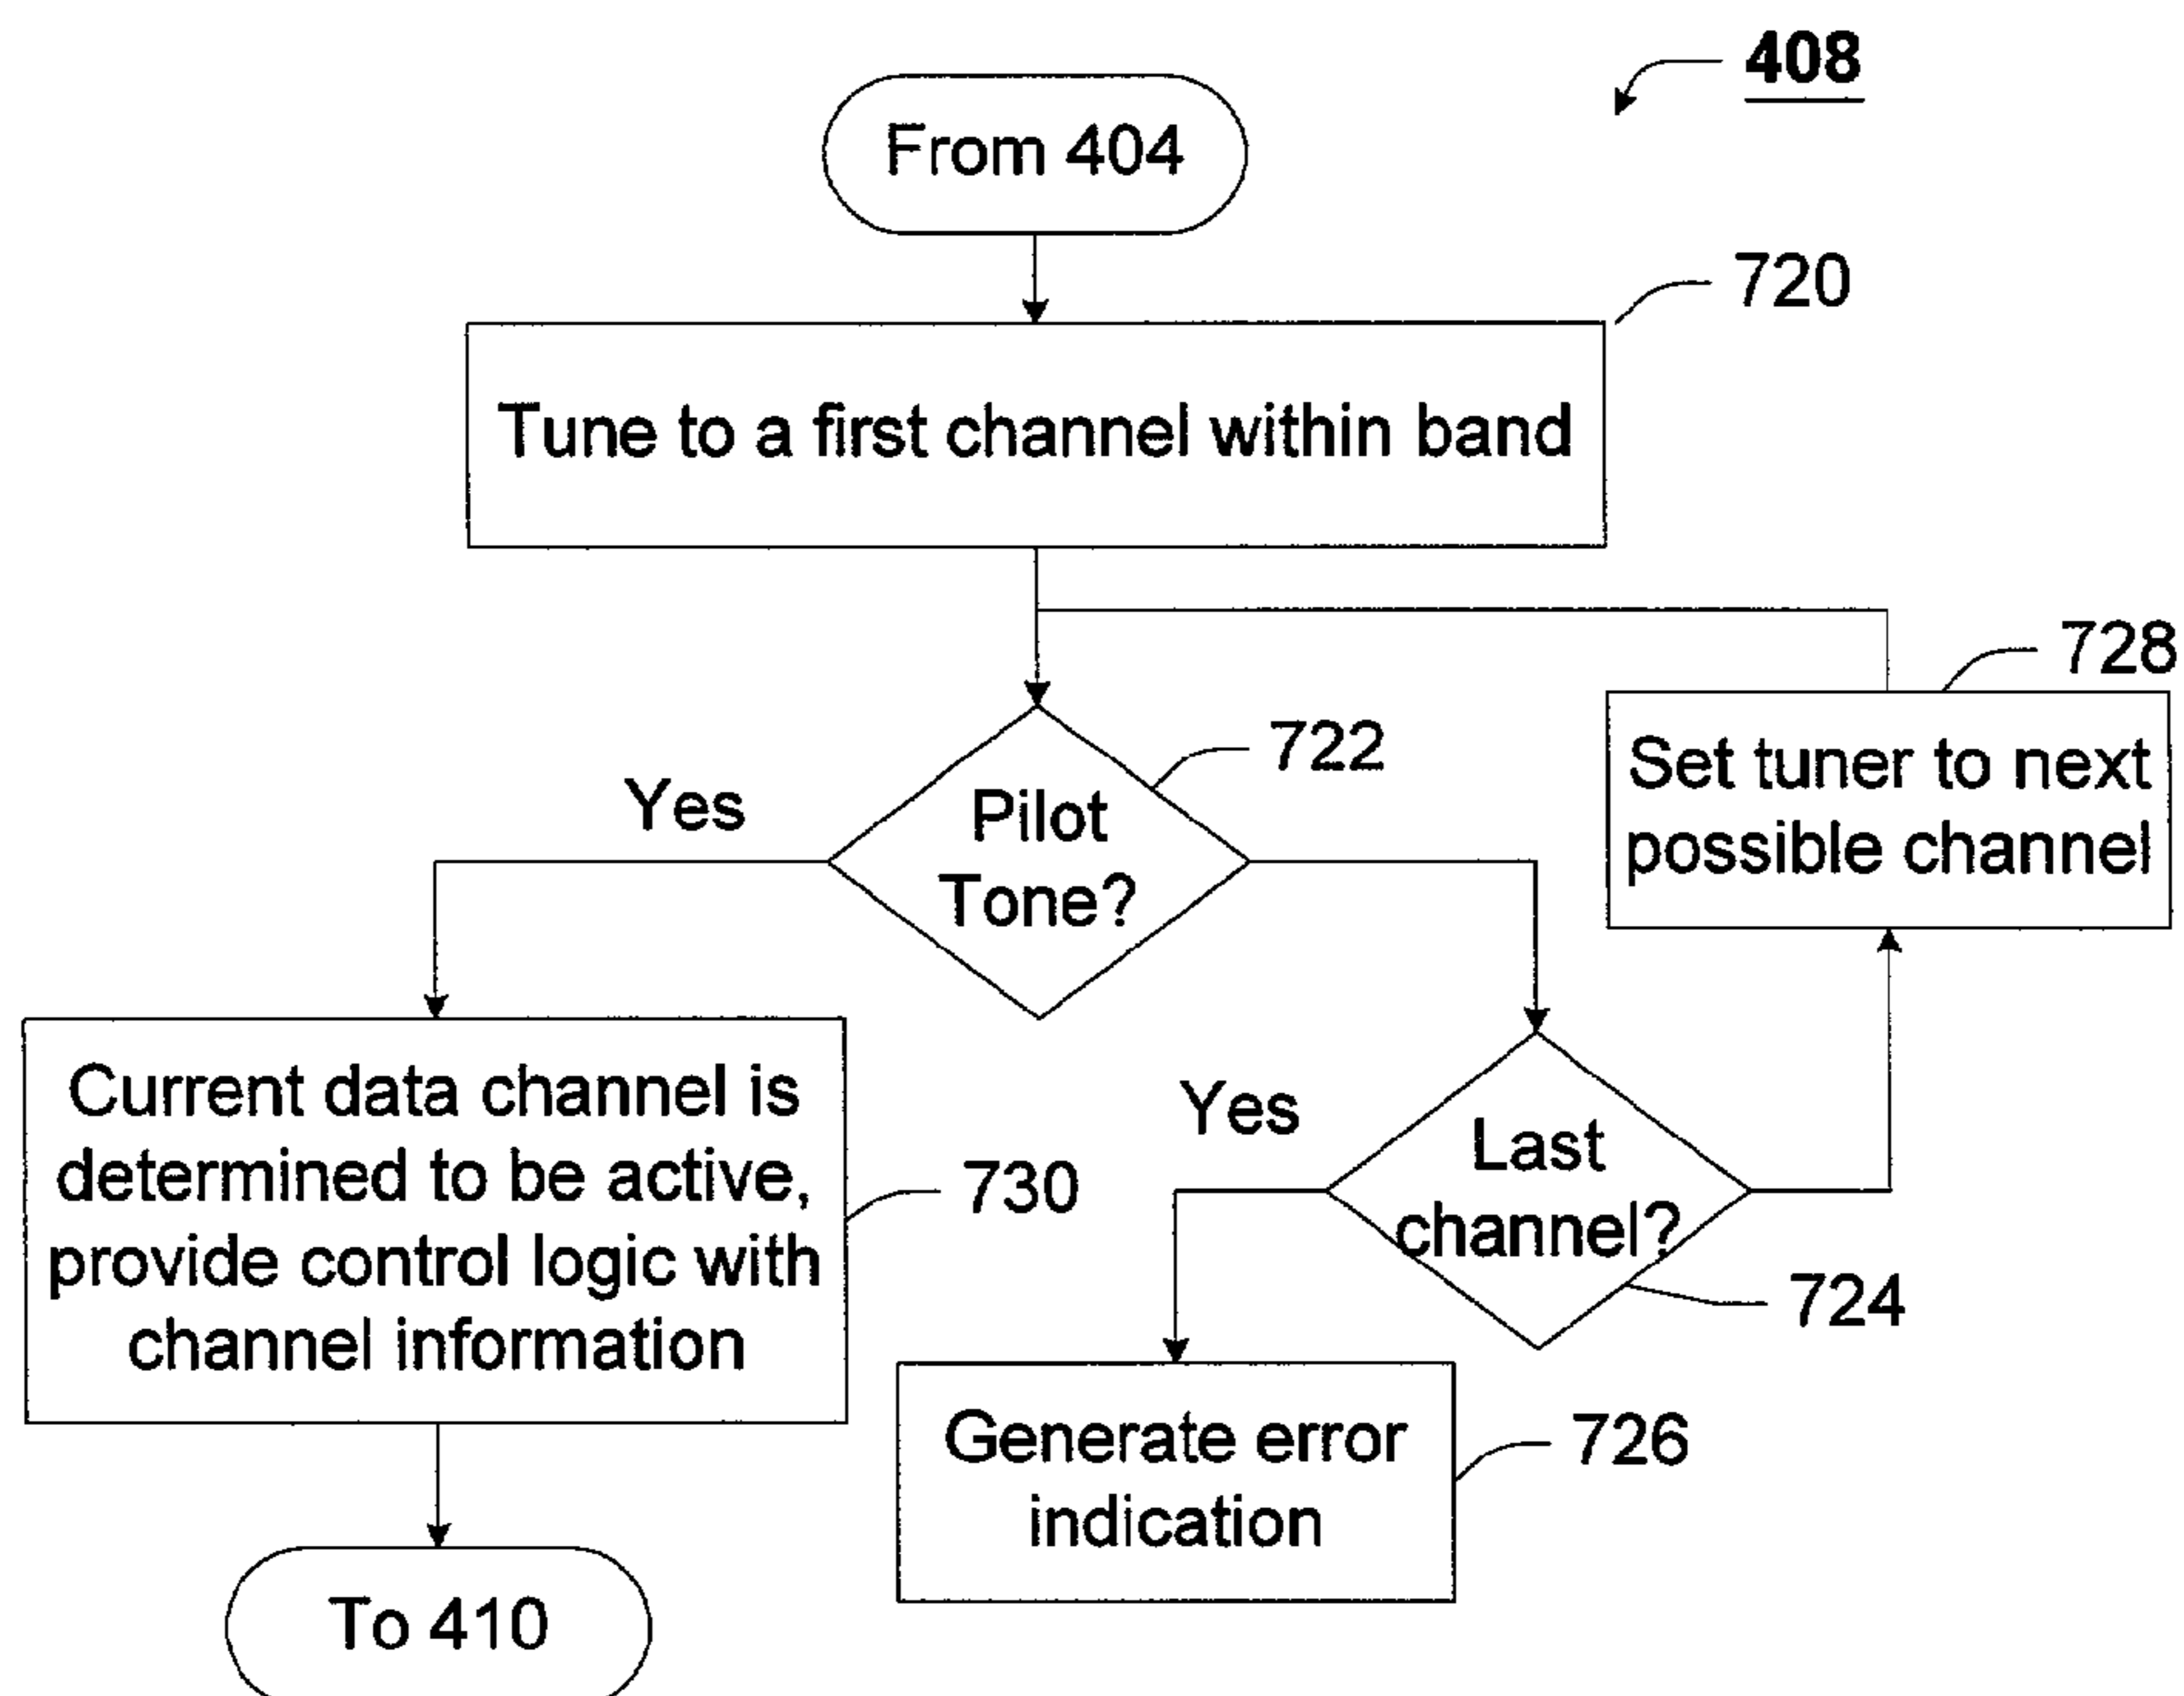 408
From 404
720
Tune to a first channel within band
728
Set tuner to next
possible channel
722
Pilot
Tone?
Yes
Current data channel is
determined to be active,
provide control logic with
channel information
730
Yes
Last
channel?
724
Generate error
indication
726
To 410